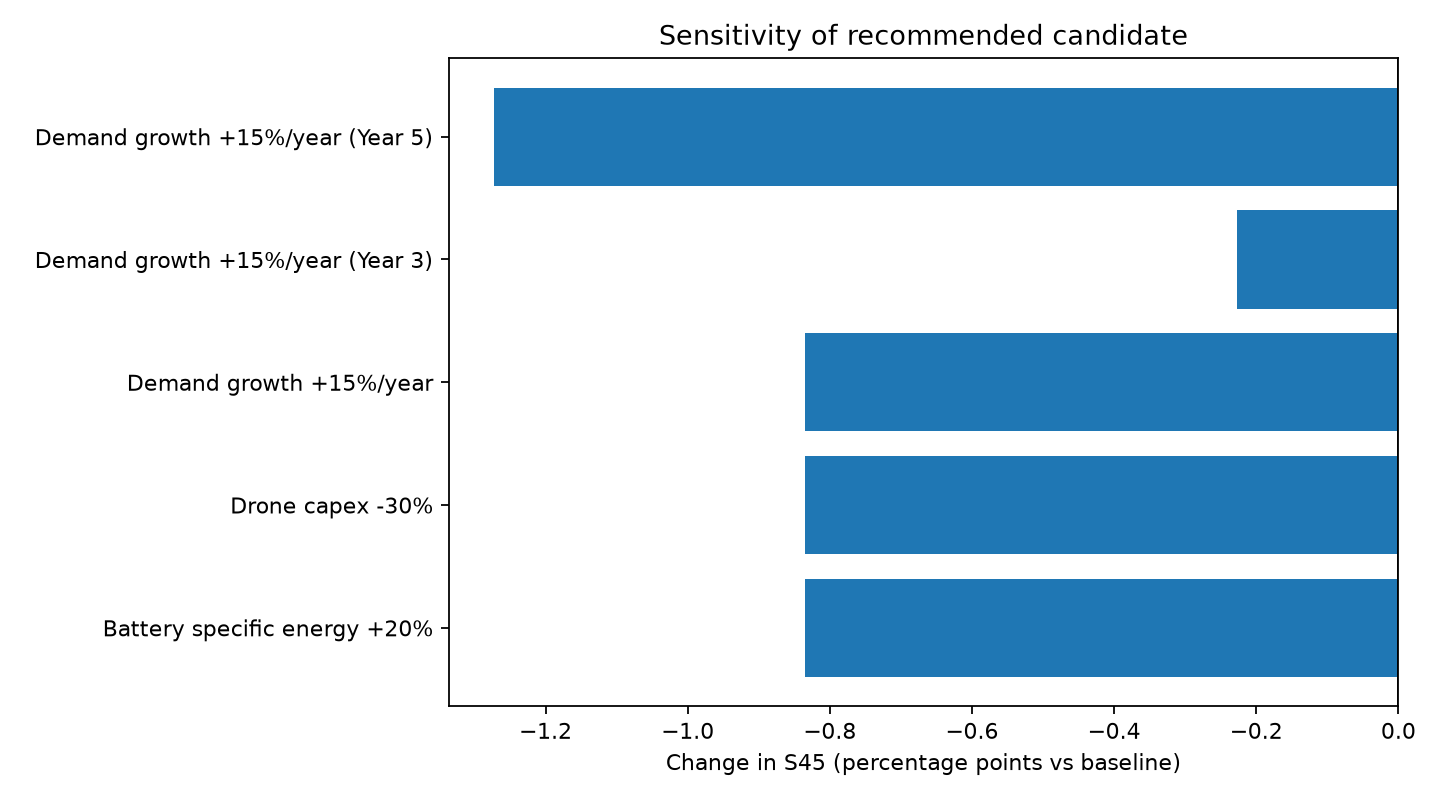 Sensitivity of recommended candidate
Demand growth +15%/year (Year 5)
Demand growth +15%/year (Year 3)
Demand growth +15%/year
Drone capex -30%
Battery specific energy +20%
−1.2 −1.0 −0.8 −0.6 −0.4 −0.2 0.0
Change in S45 (percentage points vs baseline)